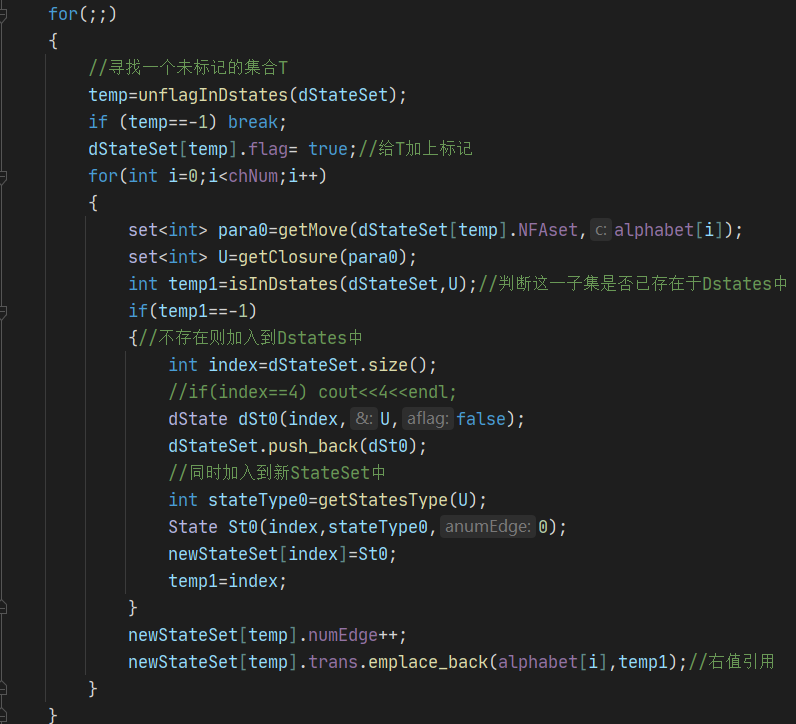 for(;;)
{
//寻找一个未标记的集合T
temp=unflagInDstates(dStateSet);
if (temp==-1) break;
dStateSet[temp].flag= true;//给T加上标记
for(int i=0;i<chNum;i++)
{
set<int> para0=getMove(dStateSet[temp].NFAset, c: alphabet[i]);
set<int> U=getClosure(para0);
int temp1=isInDstates(dStateSet,U);//判断这一子集是否已存在于Dstates中
if(temp1==-1)
{//不存在则加入到Dstates中
int index=dStateSet.size();
//if(index==4) cout<<4<<endl;
dState dSt0(index, &: U, aflag: false);
dStateSet.push_back(dSt0);
//同时加入到新StateSet中
int stateType0=getStatesType(U);
State St0(index,stateType0, anumEdge: 0);
newStateSet[index]=St0;
temp1=index;
}
newStateSet[temp].numEdge++;
newStateSet[temp].trans.emplace_back(alphabet[i],temp1);//右值引用
}
}